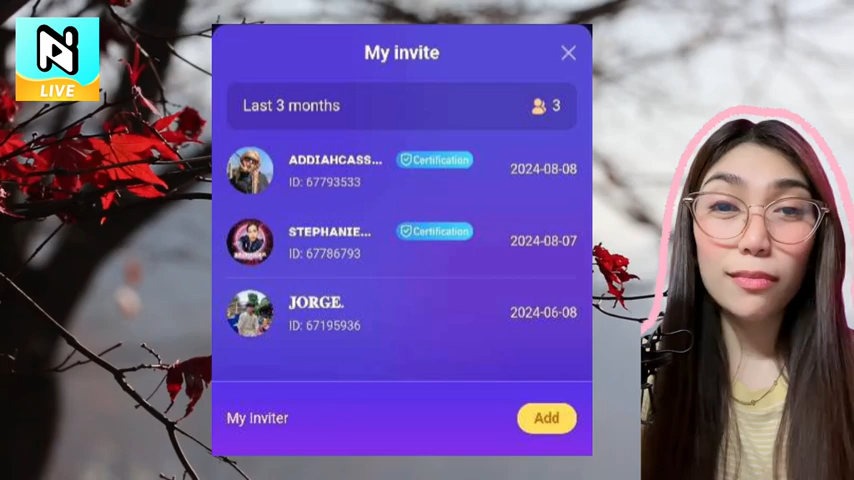 LIVE
My invite
Last 3 months 3
ADDIAHCASS... Certification
ID: 67793533 2024-08-08
STEPHANIE... Certification
ID: 67786793 2024-08-07
JORGE.
ID: 67195936 2024-06-08
My Inviter Add